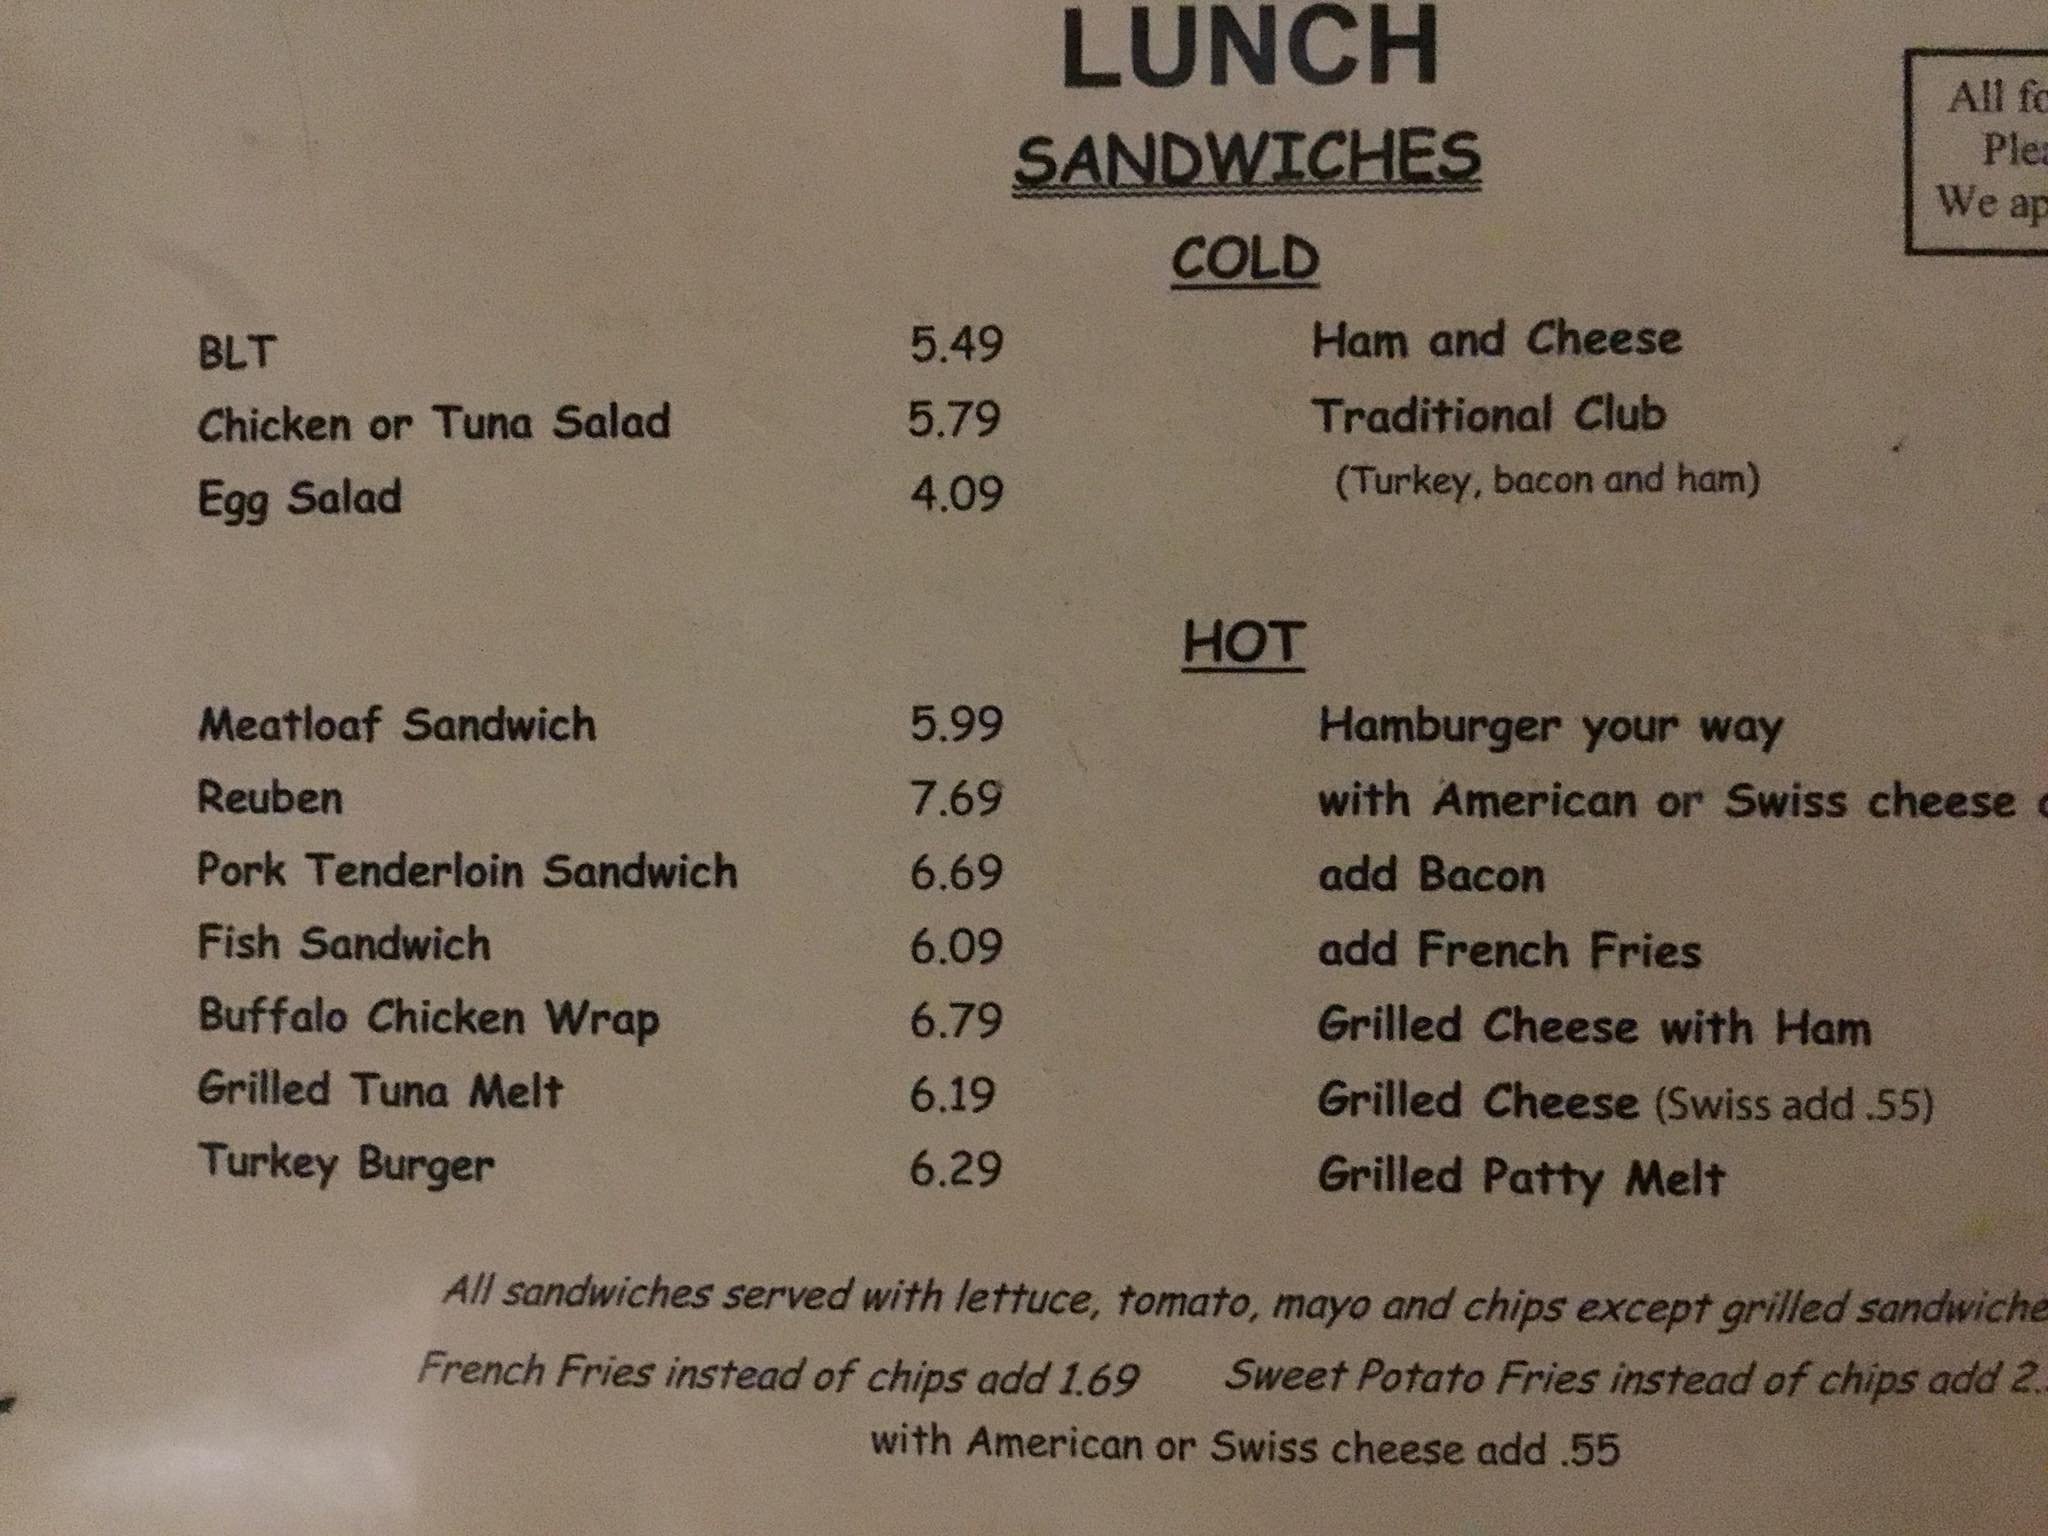 LUNCH
SANDWICHES
All
We
COLD
BLT 5.49 Ham and Cheese
Chicken or Tuna Salad 5.79 Traditional Club
Egg Salad 4.09 (Turkey, bacon and ham)
HOT
Meatloaf Sandwich 5.99 Hamburger your way
Reuben 7.69 with American or Swiss cheese
Pork Tenderloin Sandwich 6.69 add Bacon
Fish Sandwich 6.09 add French Fries
Buffalo Chicken Wrap 6.79 Grilled Cheese with Ham
Grilled Tuna Melt 6.19 Grilled Cheese (Swiss add .55)
Turkey Burger 6.29 Grilled Patty Melt
All sandwiches served with lettuce, tomato, mayo and chips except grilled
French Fries instead of chips add 1.69 Sweet Potato Fries instead of chips add
with American or Swiss cheese add .55